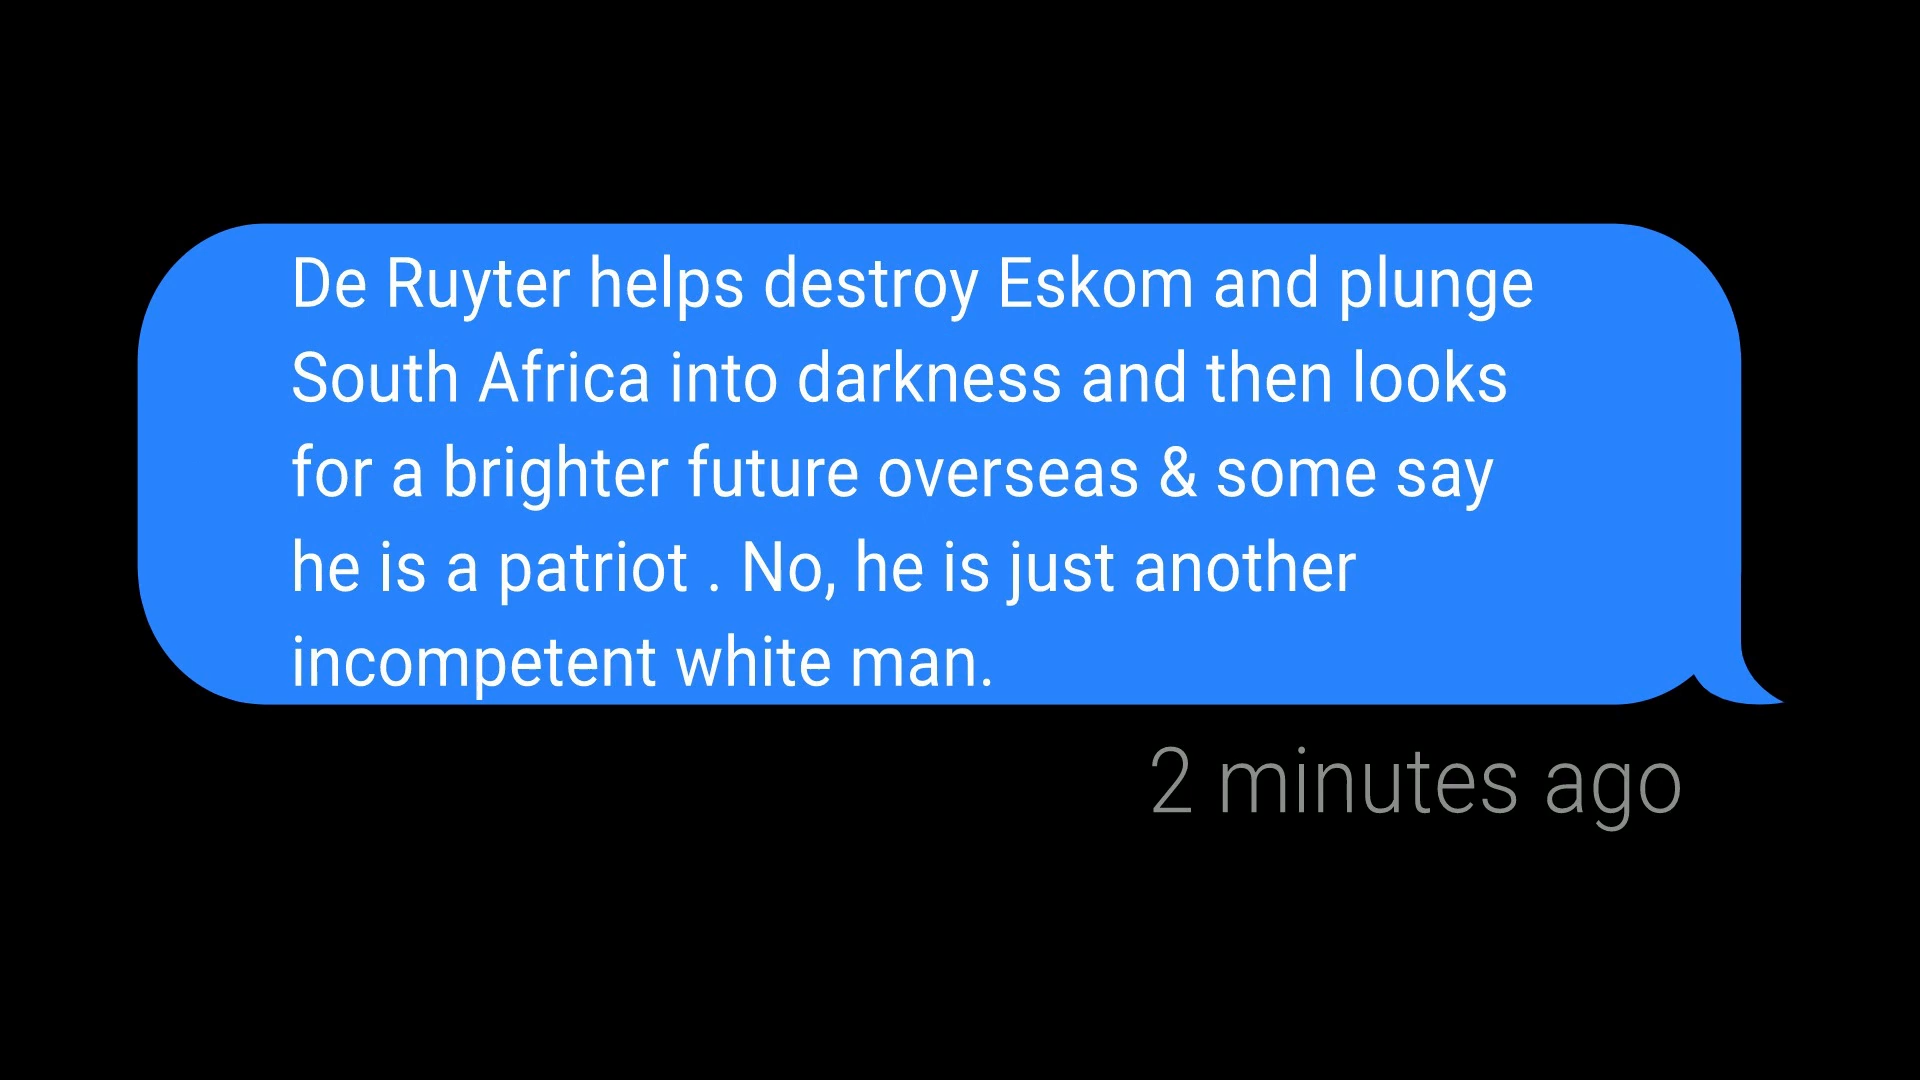 De Ruyter helps destroy Eskom and plunge
South Africa into darkness and then looks
for a brighter future overseas & some say
he is a patriot . No, he is just another
incompetent white man.
2 minutes ago